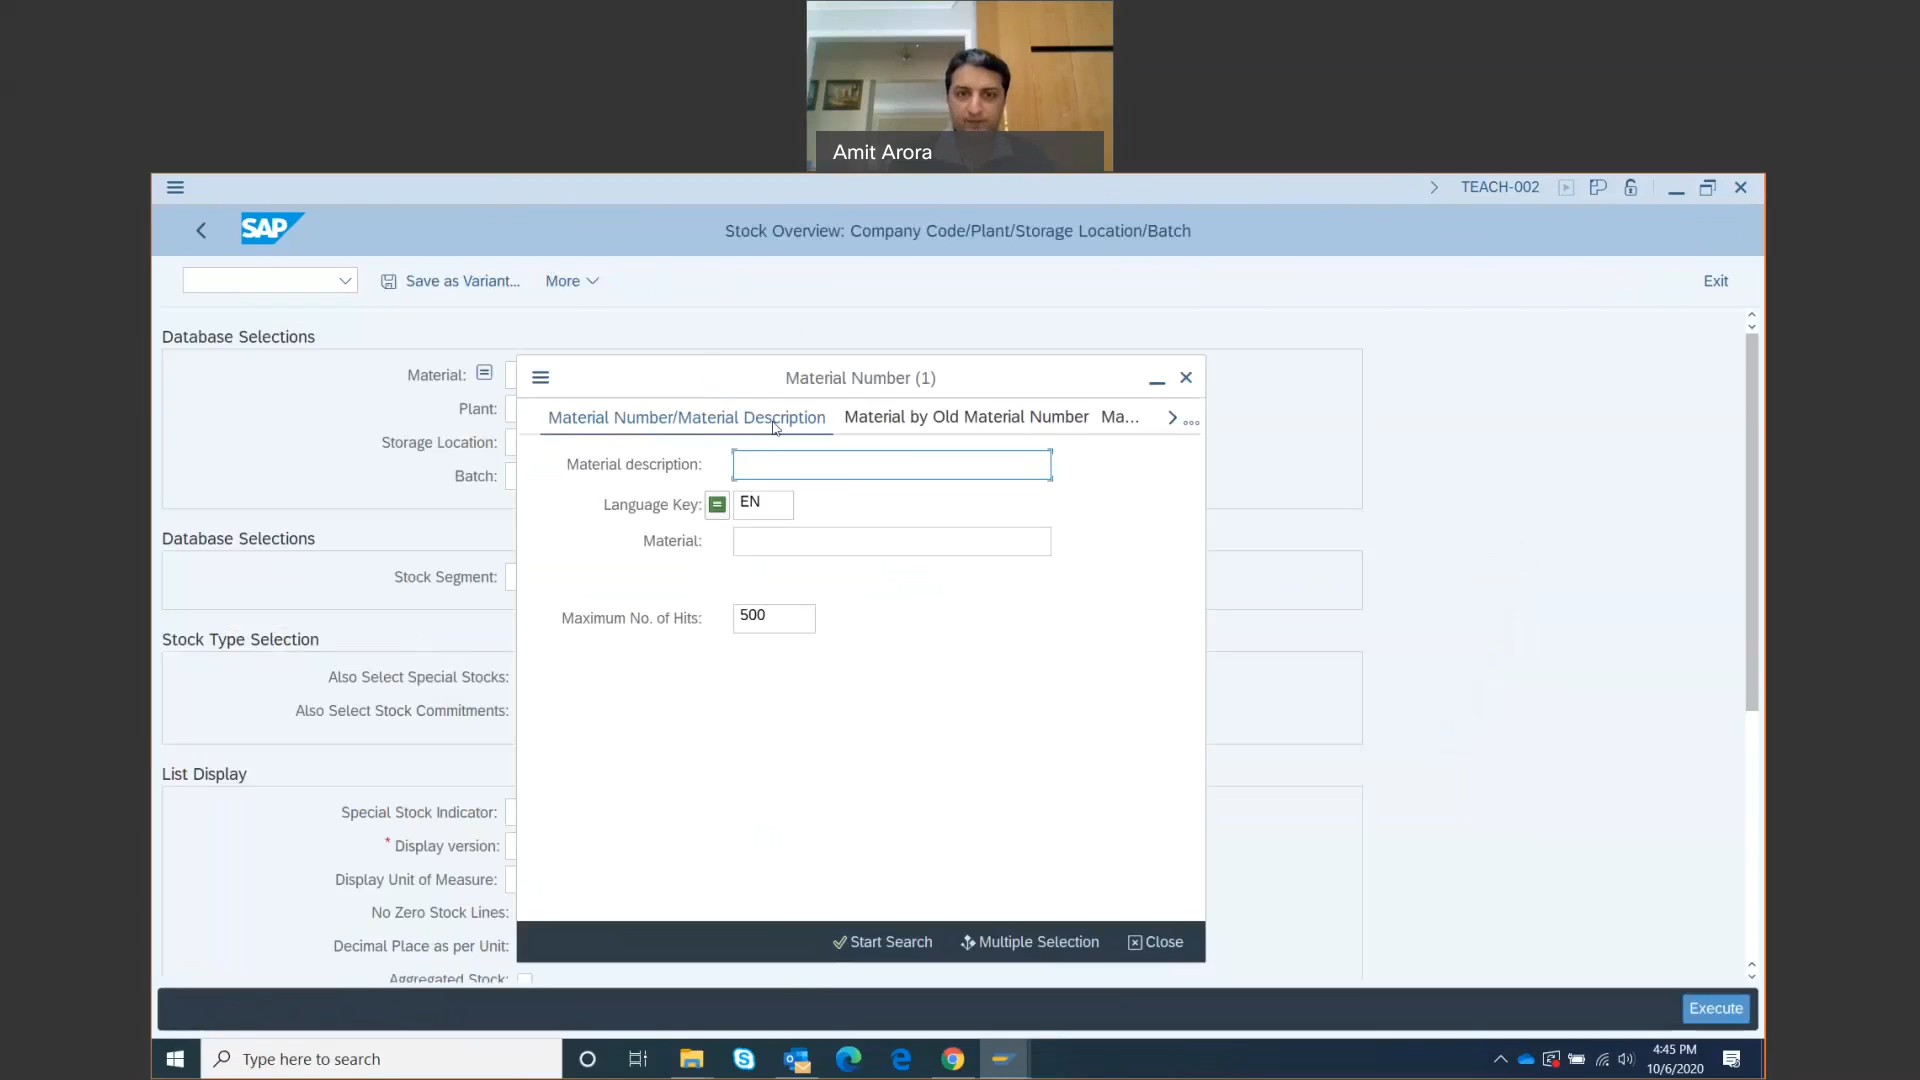 Amit Arora
TEACH-002
SAP
Stock Overview: Company Code/Plant/Storage Location/Batch
Save as Variant...
More
Exit
Database Selections
Material:
Plant:
Storage Location:
Batch:
Database Selections
Stock Segment:
Stock Type Selection
Also Select Special Stocks:
Also Select Stock Commitments:
List Display
Special Stock Indicator:
* Display version:
Display Unit of Measure:
No Zero Stock Lines:
Decimal Place as per Unit:
Aggregated Stock:
Material Number (1)
Material Number/Material Description
Material by Old Material Number
Ma...
Material description:
Language Key: EN
Material:
Maximum No. of Hits: 500
Start Search
Multiple Selection
Close
Execute
Type here to search
4:45 PM
10/6/2020